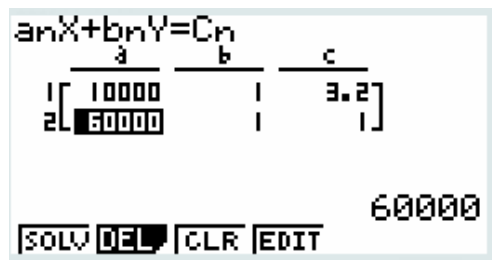 anX+bnY=Cn
a b c
1 10000 1 3.2
2 60000 1 1
60000
SOLV DEL CLR EDIT